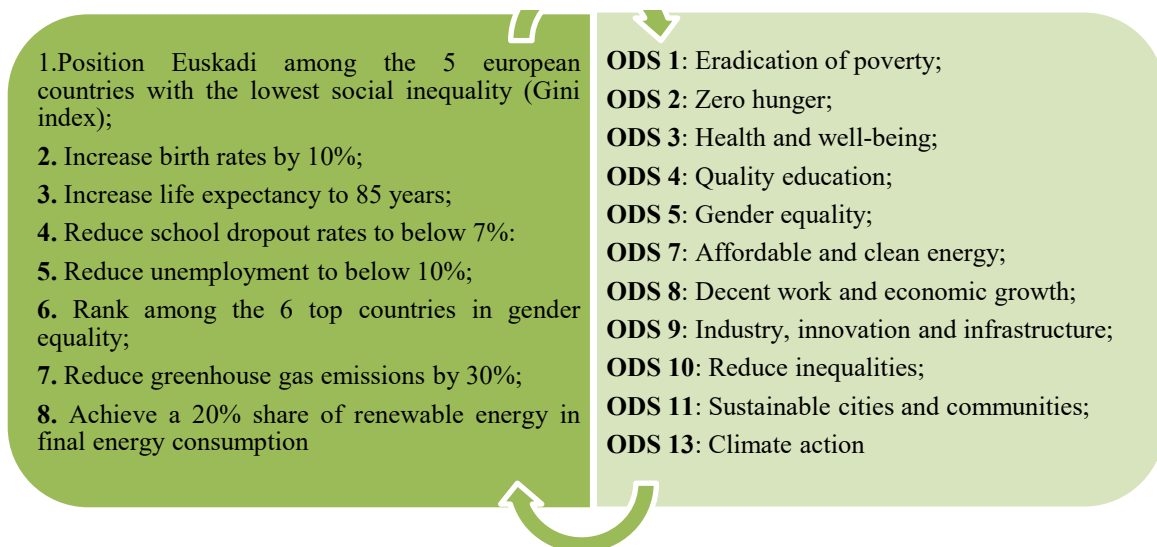 1.Position Euskadi among the 5 european
countries with the lowest social inequality (Gini
index);
2. Increase birth rates by 10%;
3. Increase life expectancy to 85 years;
4. Reduce school dropout rates to below 7%:
5. Reduce unemployment to below 10%;
6. Rank among the 6 top countries in gender
equality;
7. Reduce greenhouse gas emissions by 30%;
8. Achieve a 20% share of renewable energy in
final energy consumption
ODS 1: Eradication of poverty;
ODS 2: Zero hunger;
ODS 3: Health and well-being;
ODS 4: Quality education;
ODS 5: Gender equality;
ODS 7: Affordable and clean energy;
ODS 8: Decent work and economic growth;
ODS 9: Industry, innovation and infrastructure;
ODS 10: Reduce inequalities;
ODS 11: Sustainable cities and communities;
ODS 13: Climate action